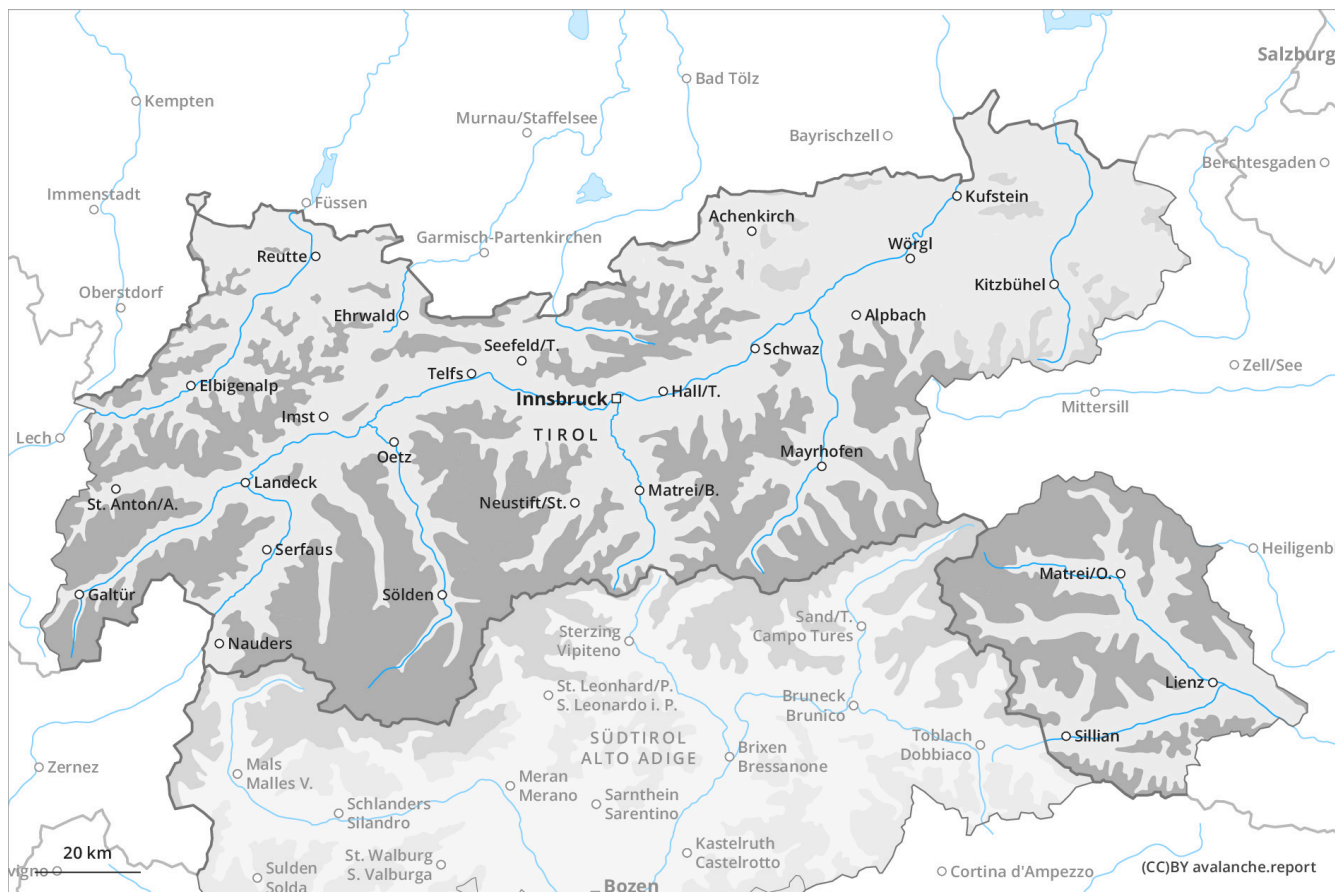 Salzburg
Bad Tölz
Kempten
Murnau/Staffelsee
Bayrischzell
Berchtesgaden
Immenstadt
Füssen
Kufstein
Achenkirch
Garmisch-Partenkirchen
Wörgl
Reutte
Kitzbühel
Oberstdorf
Ehrwald
Alpbach
Seefeld/T.
Schwaz
Zell/See
Telfs
Elbigenalp
Hall/T.
Innsbruck
Mittersill
Imst
TIROL
Lech
Oetz
Mayrhofen
Landeck
Matrei/B.
St. Anton/A.
Neustift/St.
Serfaus
Heiligenb
Matrei/O.
Galtür
Sölden
Sand/T.
Campo Tures
Sterzing
Vipiteno
Nauders
Lienz
St. Leonhard/P.
S. Leonardo i. P.
Bruneck
Brunico
SÜDTIROL
ALTO ADIGE
Toblach
Dobbiaco
Sillian
Brixen
Bressanone
Zernez
Mals
Malles V.
Meran
Merano
Schlanders
Silandro
Sarnthein
Sarentino
Kastelruth
Castelrotto
20 km
vigno
St. Walburg
S. Valburga
Sulden
Solda
Cortina d'Ampezzo
(CC)BY avalanche.report
Bozen